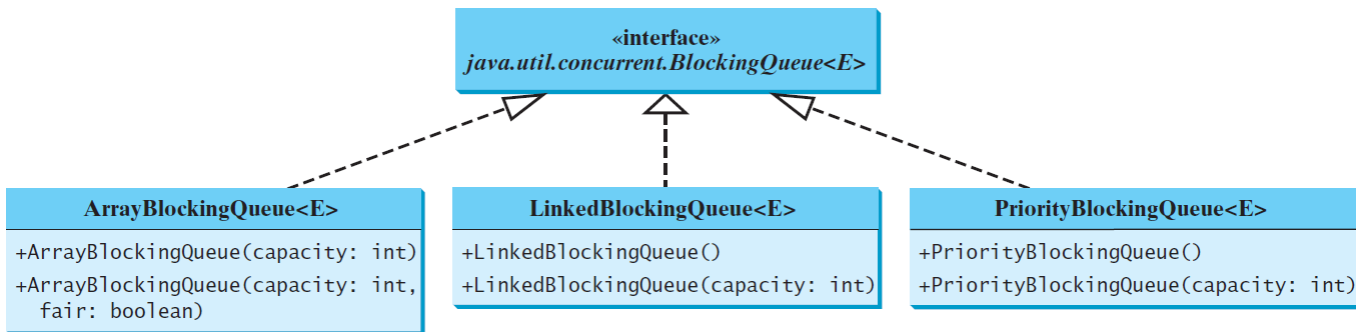 «interface»
java.util.concurrent.BlockingQueue<E>
ArrayBlockingQueue<E>
+ArrayBlockingQueue(capacity: int)
+ArrayBlockingQueue(capacity: int,
fair: boolean)
LinkedBlockingQueue<E>
+LinkedBlockingQueue()
+LinkedBlockingQueue(capacity: int)
PriorityBlockingQueue<E>
+PriorityBlockingQueue()
+PriorityBlockingQueue(capacity: int)